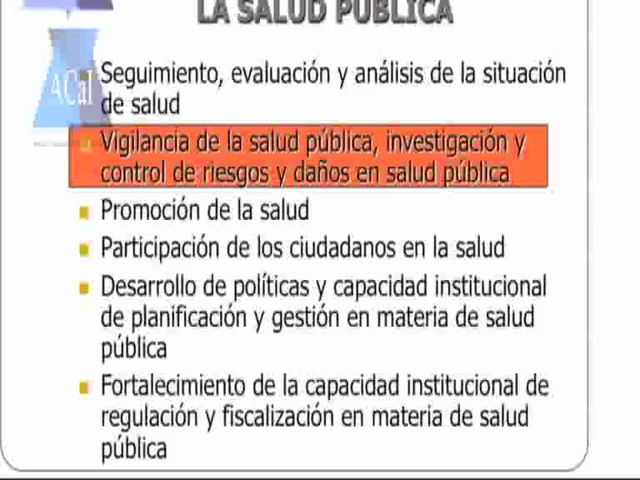 LA SALUD PÚBLICA
ACal
Seguimiento, evaluación y análisis de la situación
de salud
Vigilancia de la salud pública, investigación y
control de riesgos y daños en salud pública
Promoción de la salud
Participación de los ciudadanos en la salud
Desarrollo de políticas y capacidad institucional
de planificación y gestión en materia de salud
pública
Fortalecimiento de la capacidad institucional de
regulación y fiscalización en materia de salud
pública